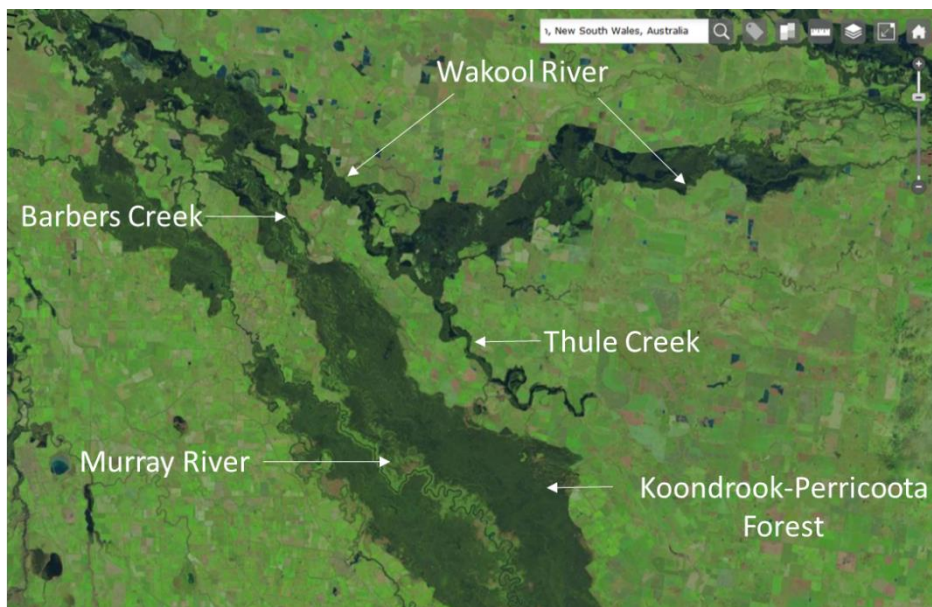 ו, New South Wales, Australia
Wakool River
Barbers Creek
Thule Creek
Murray River
Koondrook-Perricoota
Forest